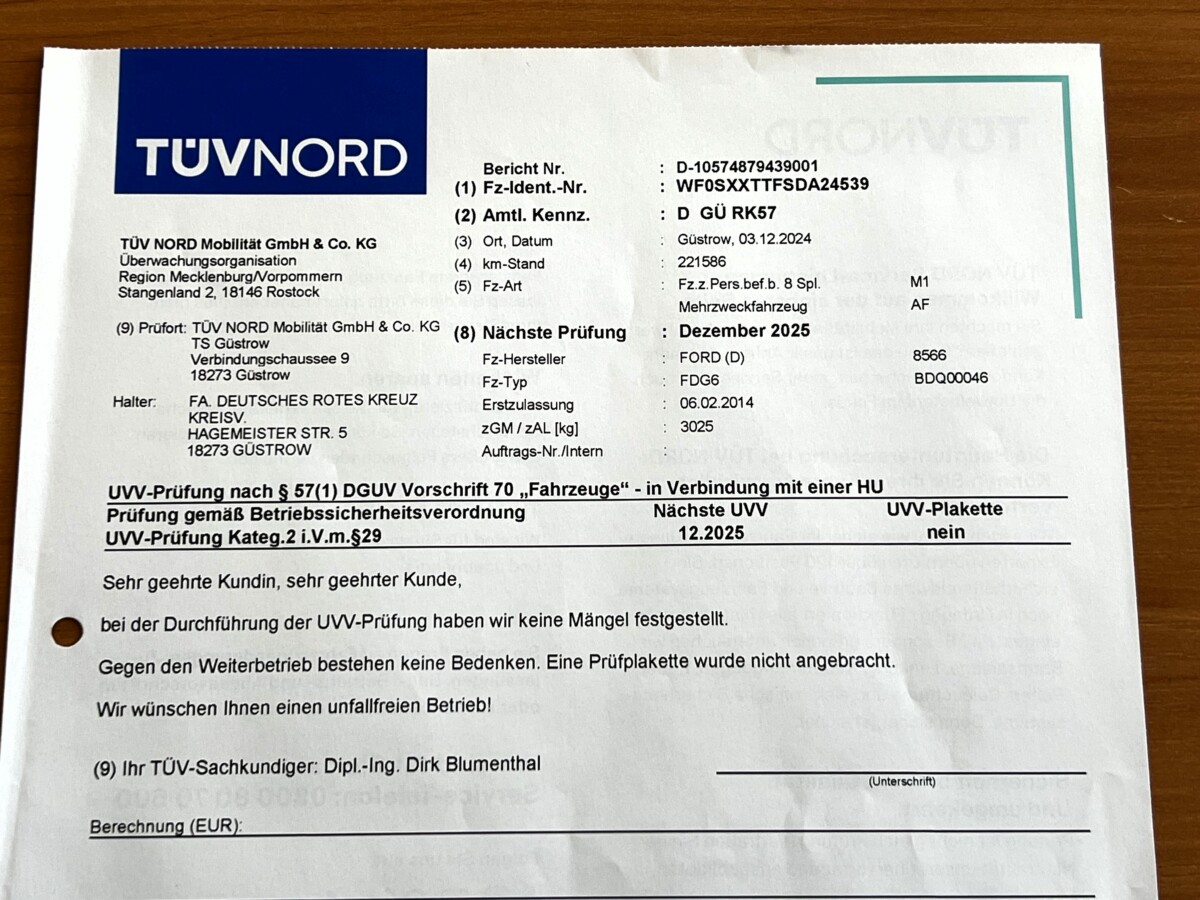 TÜVNORD
Bericht Nr. : D-10574879439001
(1) Fz-Ident.-Nr. : WF0SXXTTFSDA24539
(2) Amtl. Kennz. : D GÜ RK57
(3) Ort, Datum : Güstrow, 03.12.2024
(4) km-Stand : 221586
(5) Fz-Art : Fz.z.Pers.bef.b. 8 Spl. M1
Mehrzweckfahrzeug AF
(8) Nächste Prüfung : Dezember 2025
Fz-Hersteller : FORD (D) 8566
Fz-Typ : FDG6 BDQ00046
Erstzulassung : 06.02.2014
zGM / zAL [kg] : 3025
Auftrags-Nr./Intern :
TÜV NORD Mobilität GmbH & Co. KG
Überwachungsorganisation
Region Mecklenburg/Vorpommern
Stangenland 2, 18146 Rostock
(9) Prüfort: TÜV NORD Mobilität GmbH & Co. KG
TS Güstrow
Verbindungschaussee 9
18273 Güstrow
Halter: FA. DEUTSCHES ROTES KREUZ
KREISV.
HAGEMEISTER STR. 5
18273 GÜSTROW
UVV-Prüfung nach § 57(1) DGUV Vorschrift 70 „Fahrzeuge“ - in Verbindung mit einer HU
Prüfung gemäß Betriebssicherheitsverordnung Nächste UVV UVV-Plakette
UVV-Prüfung Kateg.2 i.V.m.§29 12.2025 nein
Sehr geehrte Kundin, sehr geehrter Kunde,
bei der Durchführung der UVV-Prüfung haben wir keine Mängel festgestellt.
Gegen den Weiterbetrieb bestehen keine Bedenken. Eine Prüfplakette wurde nicht angebracht.
Wir wünschen Ihnen einen unfallfreien Betrieb!
(9) Ihr TÜV-Sachkundiger: Dipl.-Ing. Dirk Blumenthal
(Unterschrift)
Berechnung (EUR):